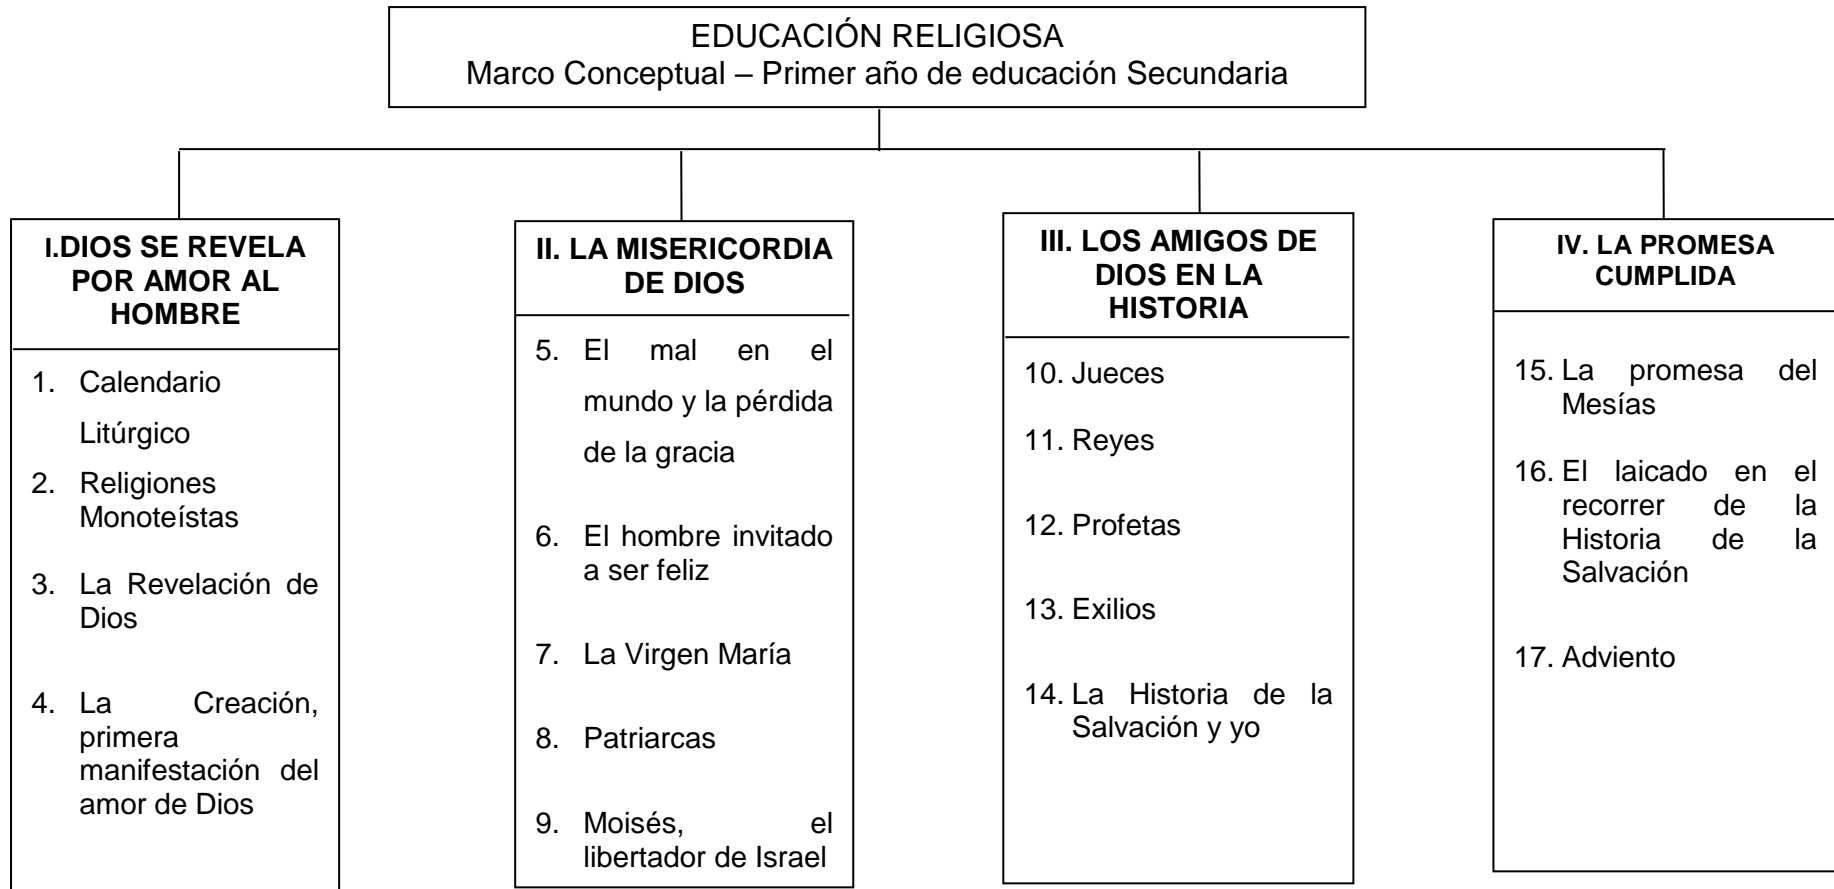 EDUCACIÓN RELIGIOSA
Marco Conceptual – Primer año de educación Secundaria
I.DIOS SE REVELA
POR AMOR AL
HOMBRE
1. Calendario
Litúrgico
2. Religiones
Monoteístas
3. La Revelación de
Dios
4. La Creación,
primera
manifestación del
amor de Dios
II. LA MISERICORDIA
DE DIOS
5. El mal en el
mundo y la pérdida
de la gracia
6. El hombre invitado
a ser feliz
7. La Virgen María
8. Patriarcas
9. Moisés, el
libertador de Israel
III. LOS AMIGOS DE
DIOS EN LA
HISTORIA
10. Jueces
11. Reyes
12. Profetas
13. Exilios
14. La Historia de la
Salvación y yo
IV. LA PROMESA
CUMPLIDA
15. La promesa del
Mesías
16. El laicado en el
recorrer de la
Historia de la
Salvación
17. Adviento